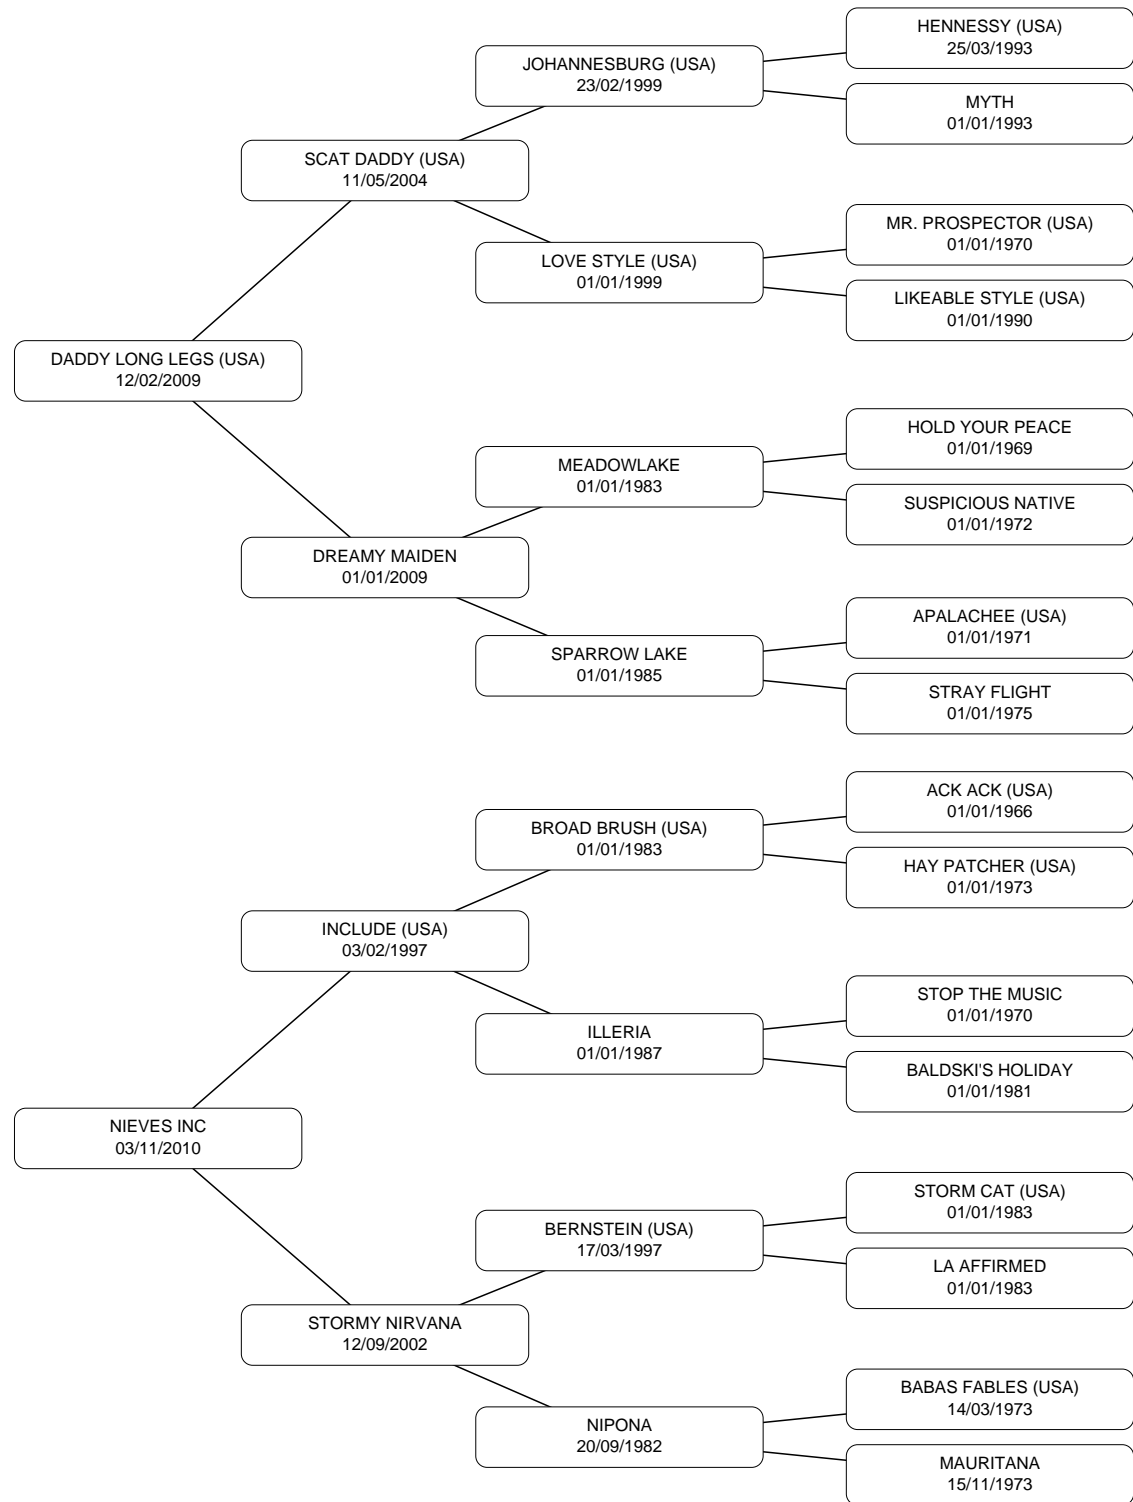 HENNESSY (USA)
25/03/1993
JOHANNESBURG (USA)
23/02/1999
MYTH
01/01/1993
SCAT DADDY (USA)
11/05/2004
MR. PROSPECTOR (USA)
01/01/1970
LOVE STYLE (USA)
01/01/1999
LIKEABLE STYLE (USA)
01/01/1990
DADDY LONG LEGS (USA)
12/02/2009
HOLD YOUR PEACE
01/01/1969
MEADOWLAKE
01/01/1983
SUSPICIOUS NATIVE
01/01/1972
DREAMY MAIDEN
01/01/2009
APALACHEE (USA)
01/01/1971
SPARROW LAKE
01/01/1985
STRAY FLIGHT
01/01/1975
ACK ACK (USA)
01/01/1966
BROAD BRUSH (USA)
01/01/1983
HAY PATCHER (USA)
01/01/1973
INCLUDE (USA)
03/02/1997
STOP THE MUSIC
01/01/1970
ILLERIA
01/01/1987
BALDSKI'S HOLIDAY
01/01/1981
NIEVES INC
03/11/2010
STORM CAT (USA)
01/01/1983
BERNSTEIN (USA)
17/03/1997
LA AFFIRMED
01/01/1983
STORMY NIRVANA
12/09/2002
BABAS FABLES (USA)
14/03/1973
NIPONA
20/09/1982
MAURITANA
15/11/1973